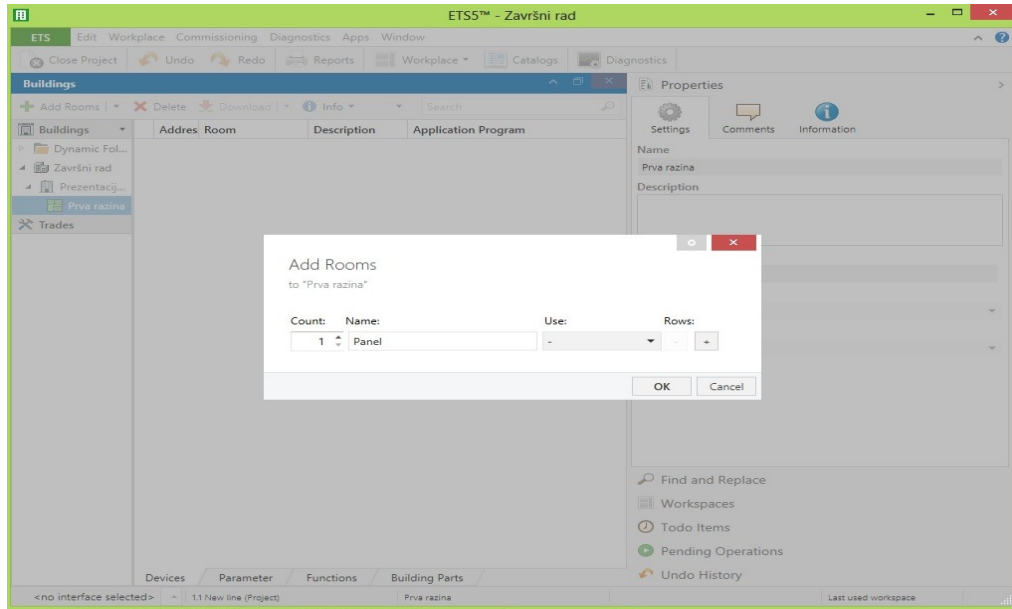 ETS5™ - Završni rad
ETS Edit Workplace Commissioning Diagnostics Apps Window
Close Project Undo Redo Reports Workplace Catalogs Diagnostics
Buildings
Add Rooms Delete Download Info Search
Buildings Addres Room Description Application Program
Dynamic Fol...
Završni rad
Prezentacij...
Prva razina
Trades
Properties
Settings Comments Information
Name
Prva razina
Description
Add Rooms
to "Prva razina"
Count: Name: Use: Rooms:
1 Panel - - +
OK Cancel
Find and Replace
Workspaces
Todo Items
Pending Operations
Undo History
Devices Parameter Functions Building Parts
<no interface selected> 1.1 New line (Project) Prva razina Last used workspace